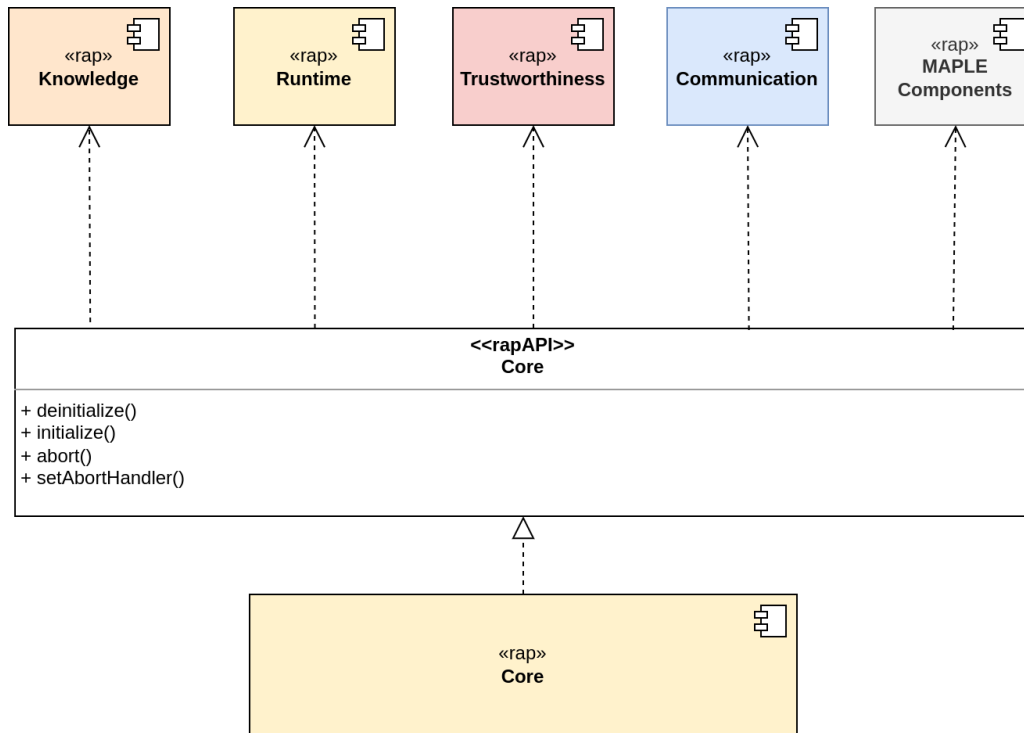 «rap»
Knowledge
«rap»
Runtime
«rap»
Trustworthiness
«rap»
Communication
«rap»
MAPLE
Components
<<rapAPI>>
Core
+ deinitialize()
+ initialize()
+ abort()
+ setAbortHandler()
«rap»
Core